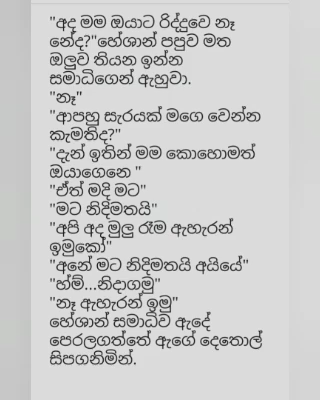 "අද මම ඔයාට රිද්දුවෙ නෑ
නේද?"හේශාන් පපුව මත
ඔලුව තියන ඉන්න
සමාධිගෙන් ඇහුවා.
"නෑ"
"ආපහු සැරයක් මගෙ වෙන්න
කැමතිද?"
"දැන් ඉතින් මම කොහොමත්
ඔයාගෙනෙ "
"ඒත් මදි මට"
"මට නිදිමතයි"
"අපි අද මුලු රෑම ඇහැරන්
ඉමුකෝ"
"අනේ මට නිදිමතයි අයියේ"
"හ්ම්...නිදාගමු"
"නෑ ඇහැරන් ඉමු"
හේශාන් සමාධිව ඇදේ
පෙරලගත්තේ ඇගේ දෙතොල්
සිපගනිමින්.